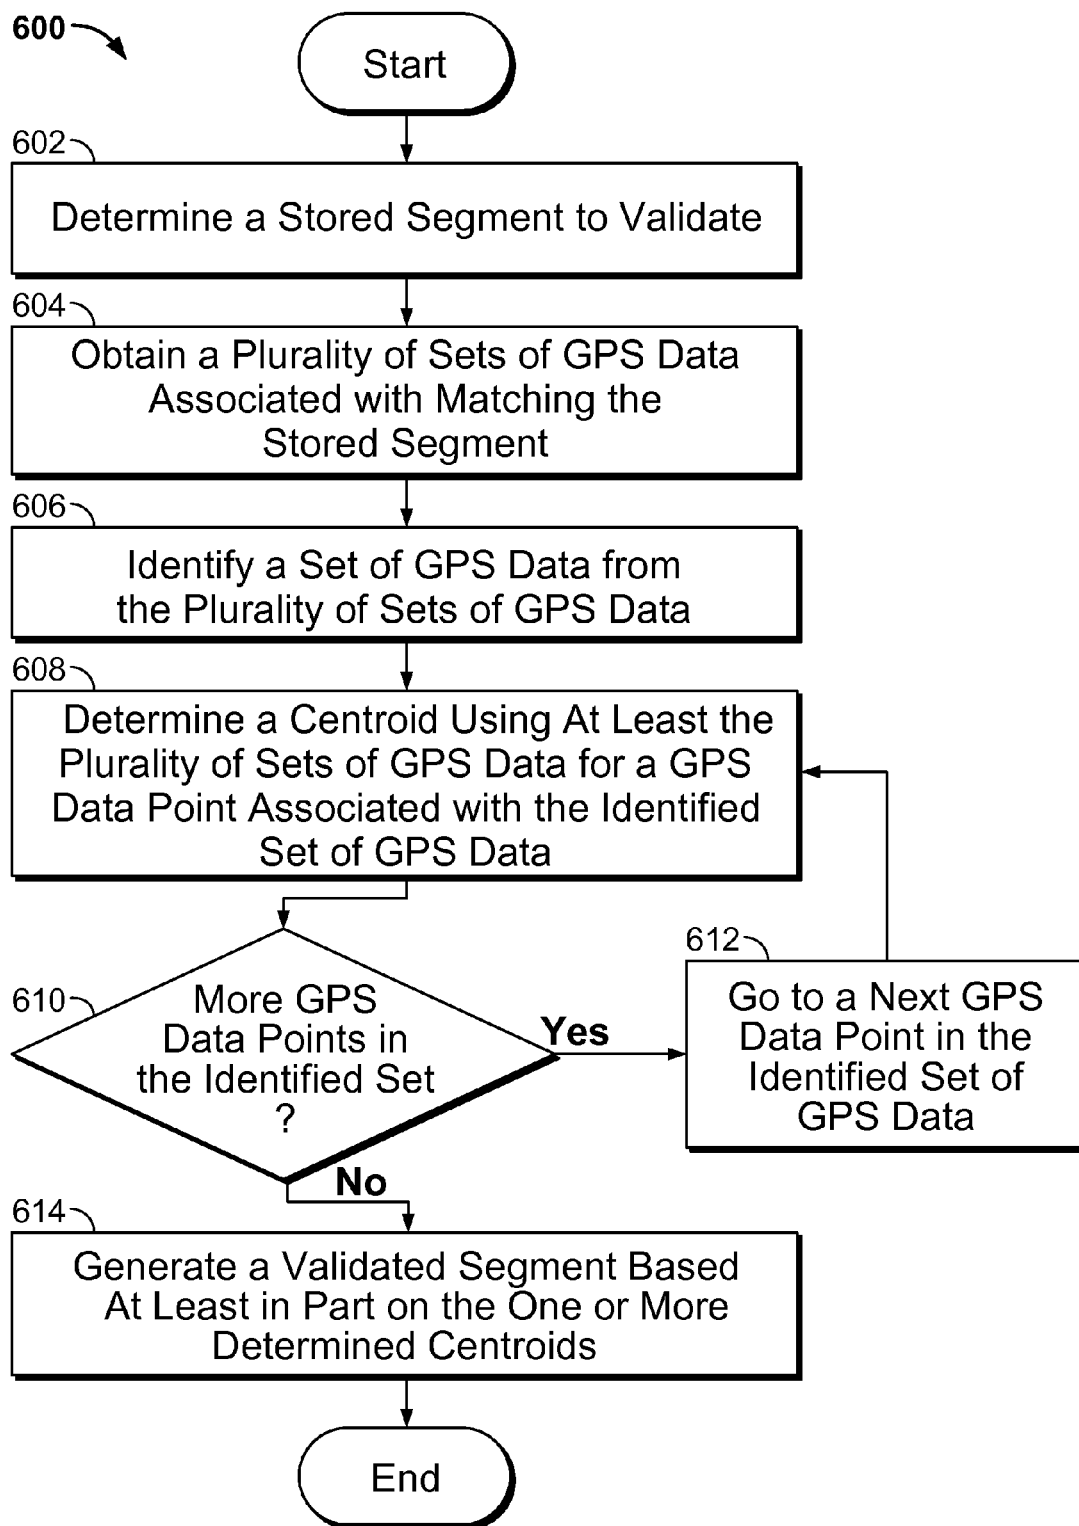 600
Start
602
Determine a Stored Segment to Validate
604
Obtain a Plurality of Sets of GPS Data
Associated with Matching the
Stored Segment
606
Identify a Set of GPS Data from
the Plurality of Sets of GPS Data
608
Determine a Centroid Using At Least the
Plurality of Sets of GPS Data for a GPS
Data Point Associated with the Identified
Set of GPS Data
610
More GPS
Data Points in
the Identified Set
?
Yes
612
Go to a Next GPS
Data Point in the
Identified Set of
GPS Data
No
614
Generate a Validated Segment Based
At Least in Part on the One or More
Determined Centroids
End